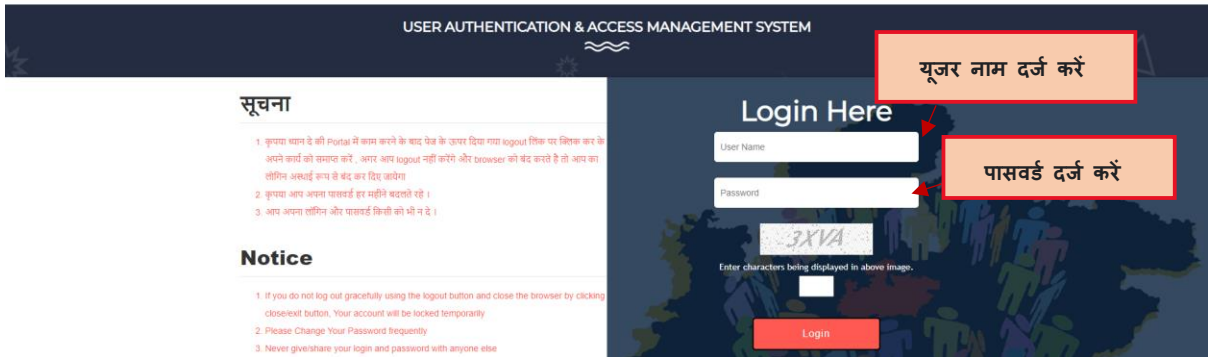 USER AUTHENTICATION & ACCESS MANAGEMENT SYSTEM
यूजर नाम दर्ज करें
सूचना
1. कृपया ध्यान दे की Portal में काम करने के बाद पेज के ऊपर दिया गया logout लिंक पर क्लिक कर के
अपने कार्य को समाप्त करें , अगर आप logout नहीं करेंगे और browser को बंद करते है तो आप का
लोगिन अस्थाई रूप से बंद कर दिए जायेगा
2. कृपया आप अपना पासवर्ड हर महीने बदलते रहे ।
3. आप अपना लॉगिन और पासवर्ड किसी को भी न दे ।
Notice
1. If you do not log out gracefully using the logout button and close the browser by clicking
close/exit button, Your account will be locked temporarily
2. Please Change Your Password frequently
3. Never give/share your login and password with anyone else
Login Here
User Name
पासवर्ड दर्ज करें
Password
3XVA
Enter characters being displayed in above image.
Login